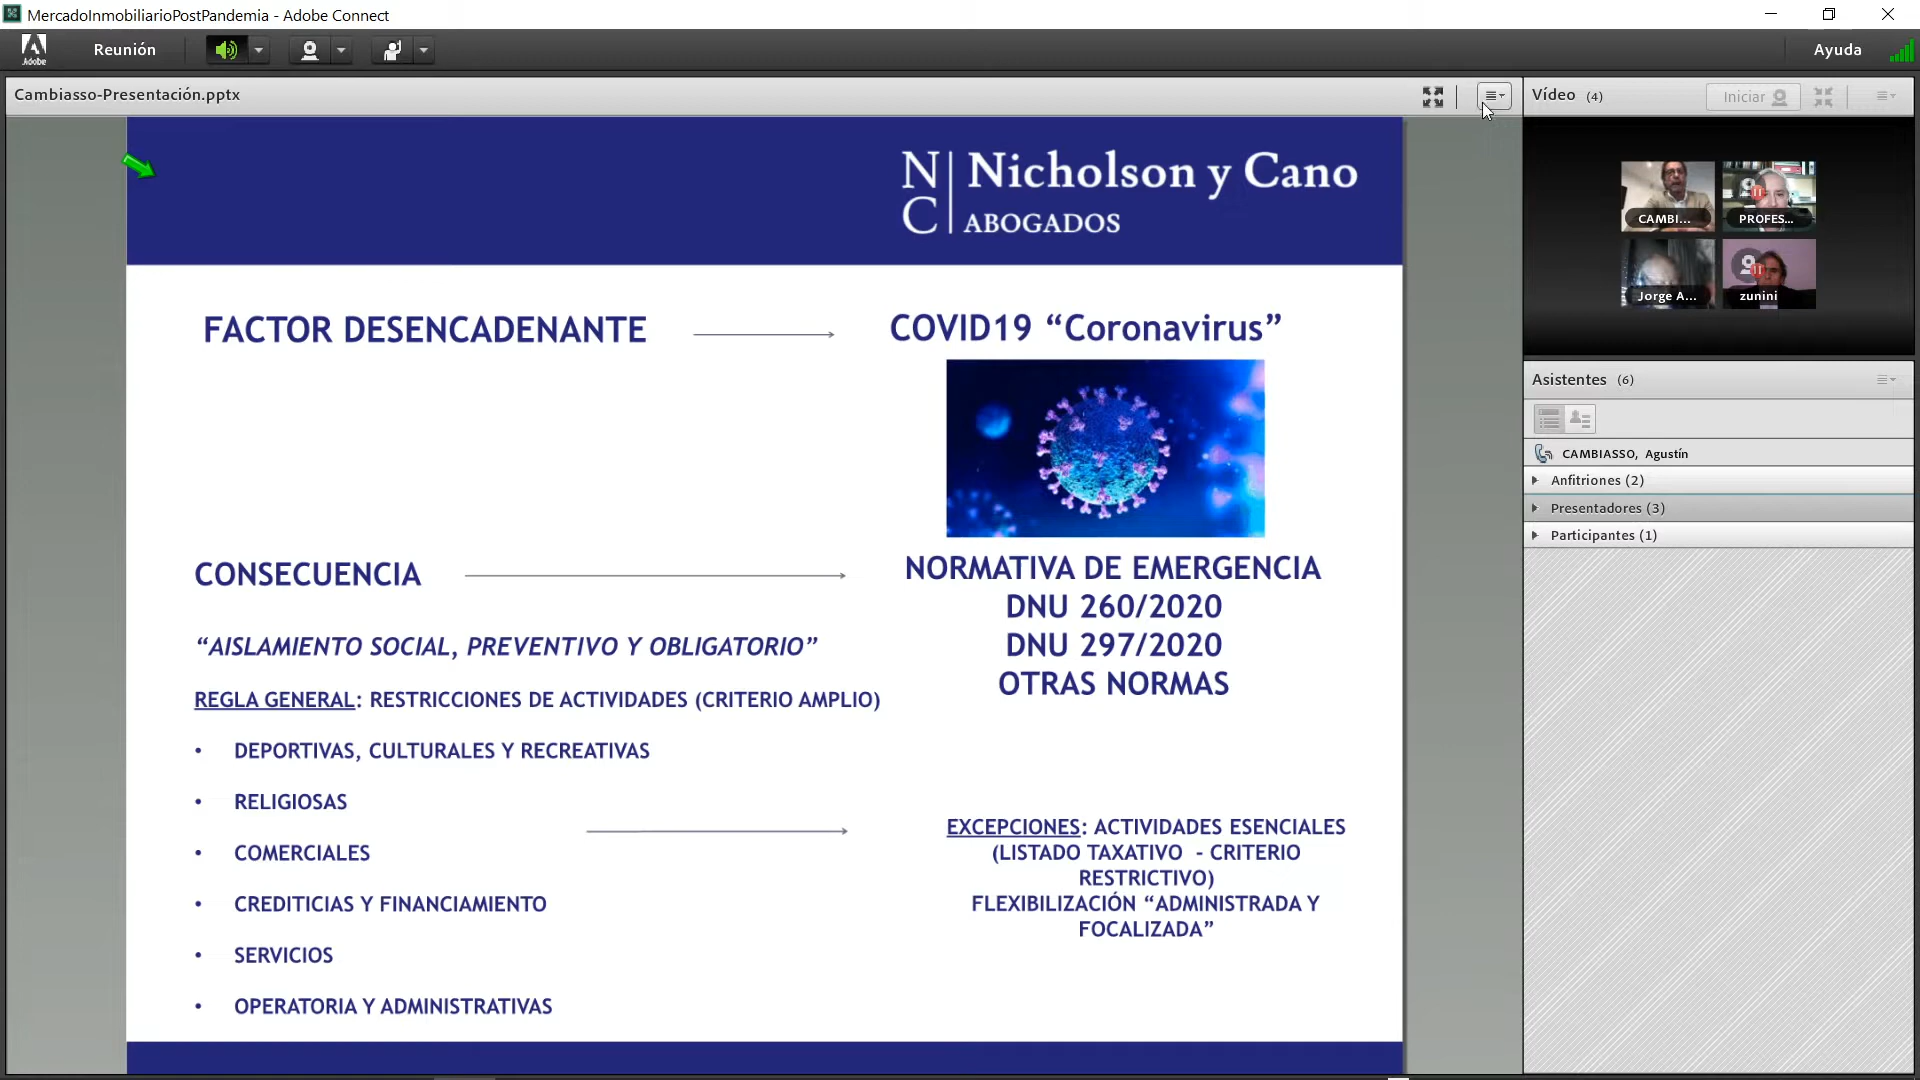 MercadoInmobiliarioPostPandemia - Adobe Connect
Adobe
Reunión
Ayuda
Cambiasso-Presentación.pptx
N
C
Nicholson y Cano
ABOGADOS
FACTOR DESENCADENANTE
COVID19 “Coronavirus”
CONSECUENCIA
NORMATIVA DE EMERGENCIA
DNU 260/2020
DNU 297/2020
OTRAS NORMAS
“AISLAMIENTO SOCIAL, PREVENTIVO Y OBLIGATORIO”
REGLA GENERAL: RESTRICCIONES DE ACTIVIDADES (CRITERIO AMPLIO)
• DEPORTIVAS, CULTURALES Y RECREATIVAS
• RELIGIOSAS
• COMERCIALES
• CREDITICIAS Y FINANCIAMIENTO
• SERVICIOS
• OPERATORIA Y ADMINISTRATIVAS
EXCEPCIONES: ACTIVIDADES ESENCIALES
(LISTADO TAXATIVO - CRITERIO
RESTRICTIVO)
FLEXIBILIZACIÓN “ADMINISTRADA Y
FOCALIZADA”
Vídeo (4)
Iniciar
CAMBI...
PROFES...
Jorge A...
zunini
Asistentes (6)
CAMBIASSO, Agustín
Anfitriones (2)
Presentadores (3)
Participantes (1)